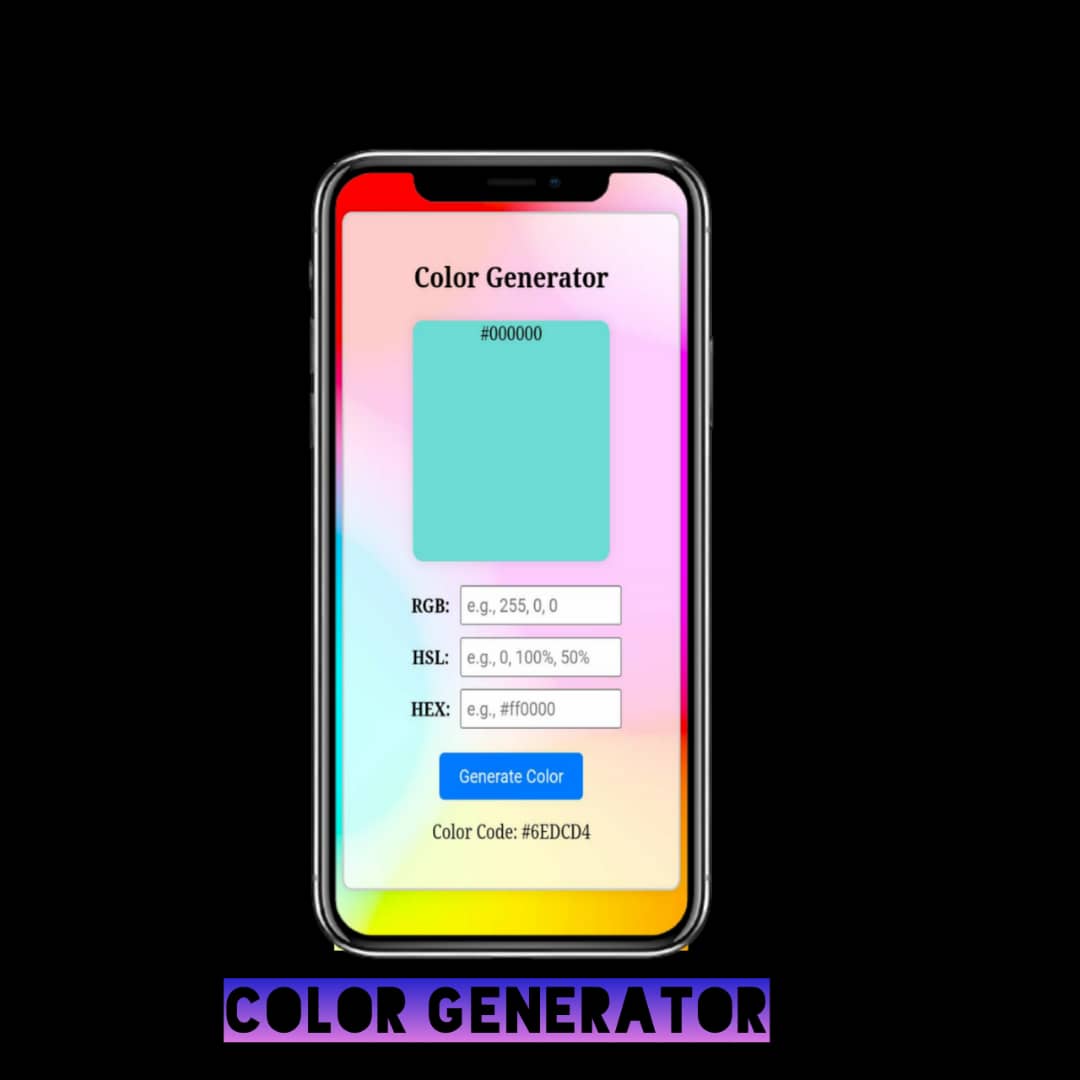 Color Generator
#000000
RGB: e.g., 255, 0, 0
HSL: e.g., 0, 100%, 50%
HEX: e.g., #ff0000
Generate Color
Color Code: #6EDCD4
COLOR GENERATOR